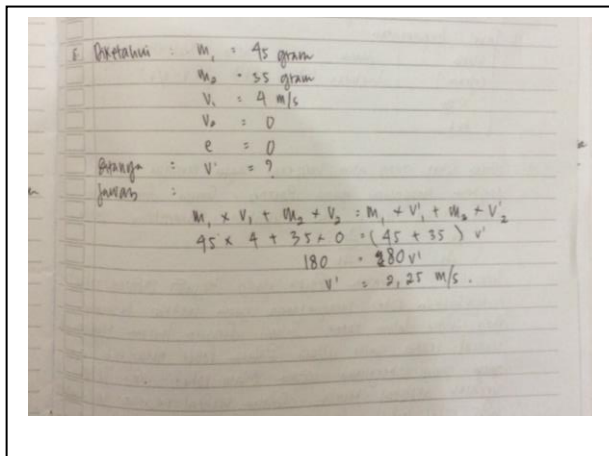 5. Diketahui : m₁ = 45 gram
m₂ = 35 gram
V₁ = 4 m/s
V₂ = 0
e = 0
Ditanya : V' = ?
Jawab :
m₁ × V₁ + m₂ × V₂ = m₁ × V'₁ + m₂ × V'₂
45 × 4 + 35 × 0 = (45 + 35) V'
180 = 80 V'
V' = 2,25 m/s.